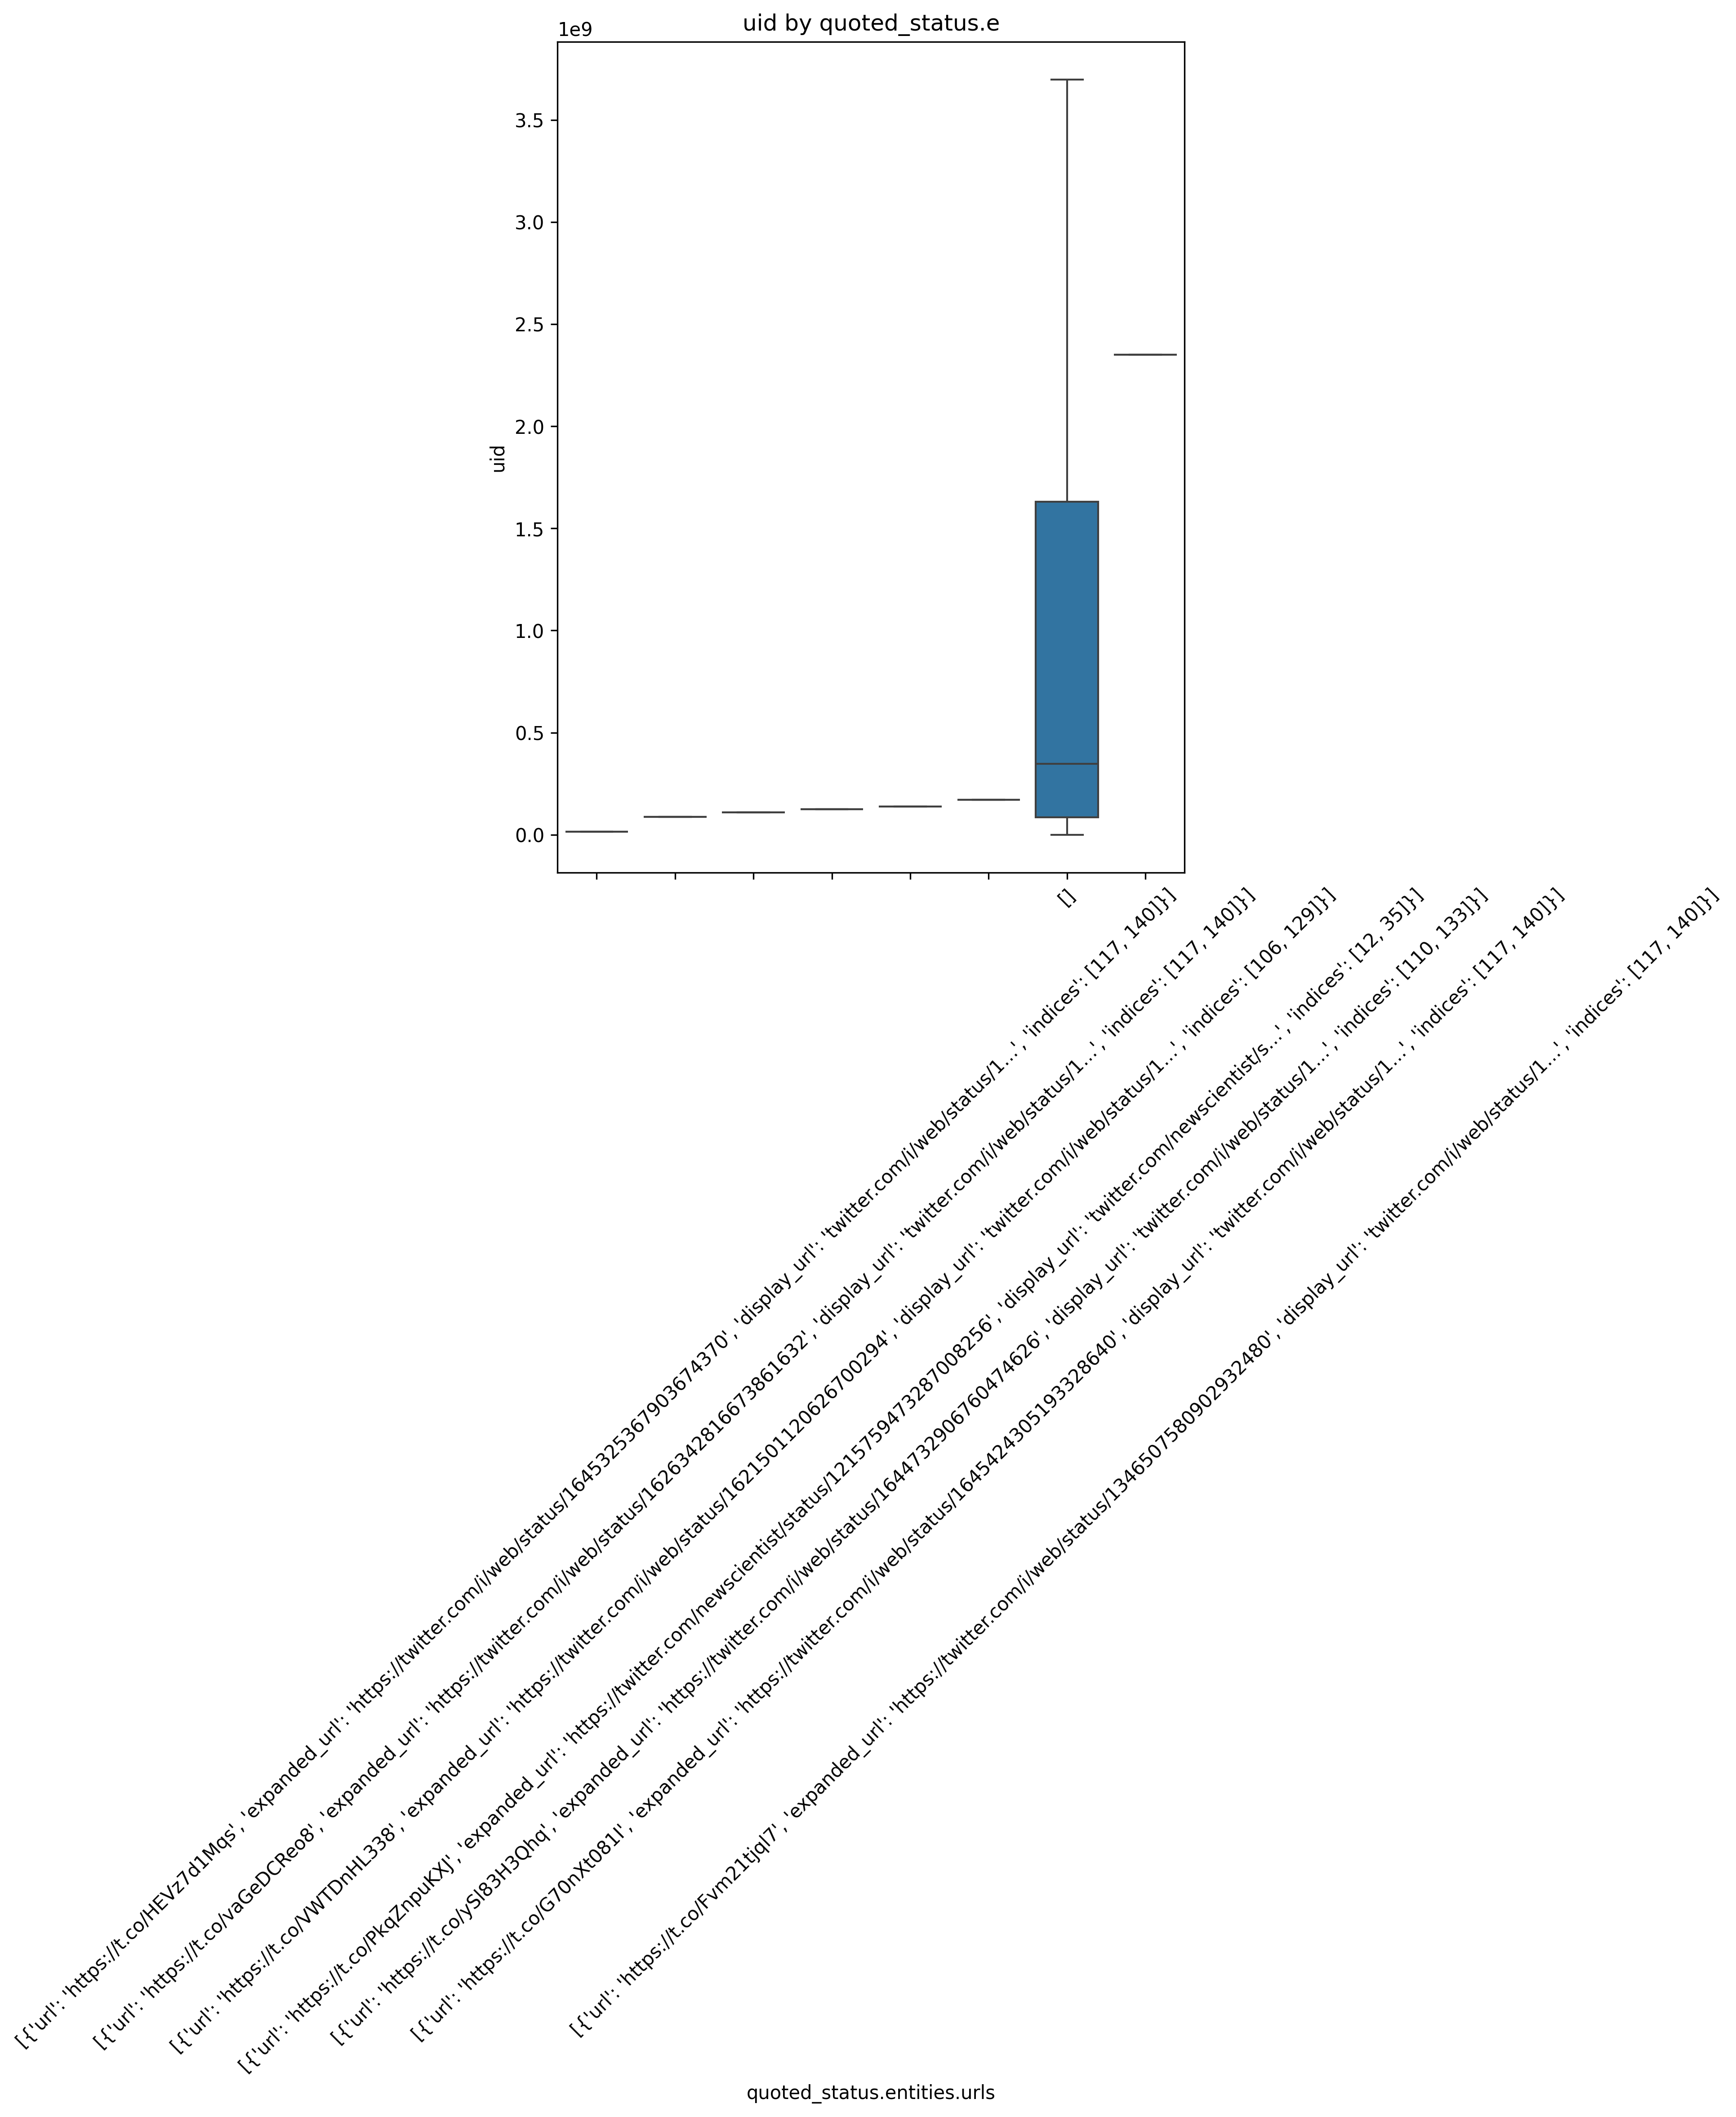 uid by quoted_status.e
1e9
3.5
3.0
2.5
2.0
1.5
1.0
0.5
0.0
uid
[{'url': 'https://t.co/HEVz7d1Mqs', 'expanded_url': 'https://twitter.com/i/web/status/1645325367903674370', 'display_url': 'twitter.com/i/web/status/1…', 'indices': [117, 140]}]
[{'url': 'https://t.co/vaGeDCReo8', 'expanded_url': 'https://twitter.com/i/web/status/1626342816673861632', 'display_url': 'twitter.com/i/web/status/1…', 'indices': [117, 140]}]
[{'url': 'https://t.co/VWTDnHL338', 'expanded_url': 'https://twitter.com/i/web/status/1621501120626700294', 'display_url': 'twitter.com/i/web/status/1…', 'indices': [106, 129]}]
[{'url': 'https://t.co/PkqZnpuKXJ', 'expanded_url': 'https://twitter.com/newscientist/status/1215759473287008256', 'display_url': 'twitter.com/newscientist/s…', 'indices': [12, 35]}]
[{'url': 'https://t.co/ySl83H3Qhq', 'expanded_url': 'https://twitter.com/i/web/status/1644732906760474626', 'display_url': 'twitter.com/i/web/status/1…', 'indices': [110, 133]}]
[{'url': 'https://t.co/G70nXt081l', 'expanded_url': 'https://twitter.com/i/web/status/1645424305193328640', 'display_url': 'twitter.com/i/web/status/1…', 'indices': [117, 140]}]
[]
[{'url': 'https://t.co/Fvm21tjql7', 'expanded_url': 'https://twitter.com/i/web/status/1346507580902932480', 'display_url': 'twitter.com/i/web/status/1…', 'indices': [117, 140]}]
quoted_status.entities.urls